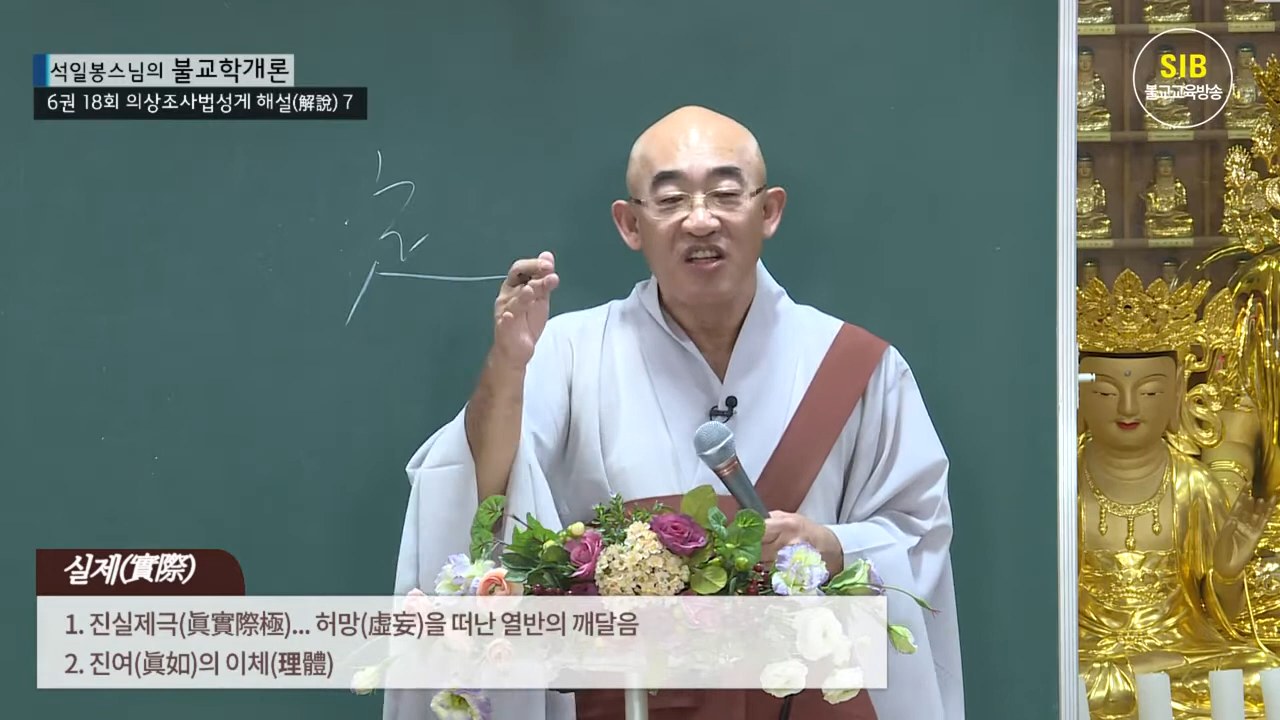 석일봉스님의 불교학개론
6권 18회 의상조사법성게 해설(解說) 7
SIB
불교교육방송
실제(實際)
1. 진실제극(眞實際極)... 허망(虛妄)을 떠난 열반의 깨달음
2. 진여(眞如)의 이체(理體)